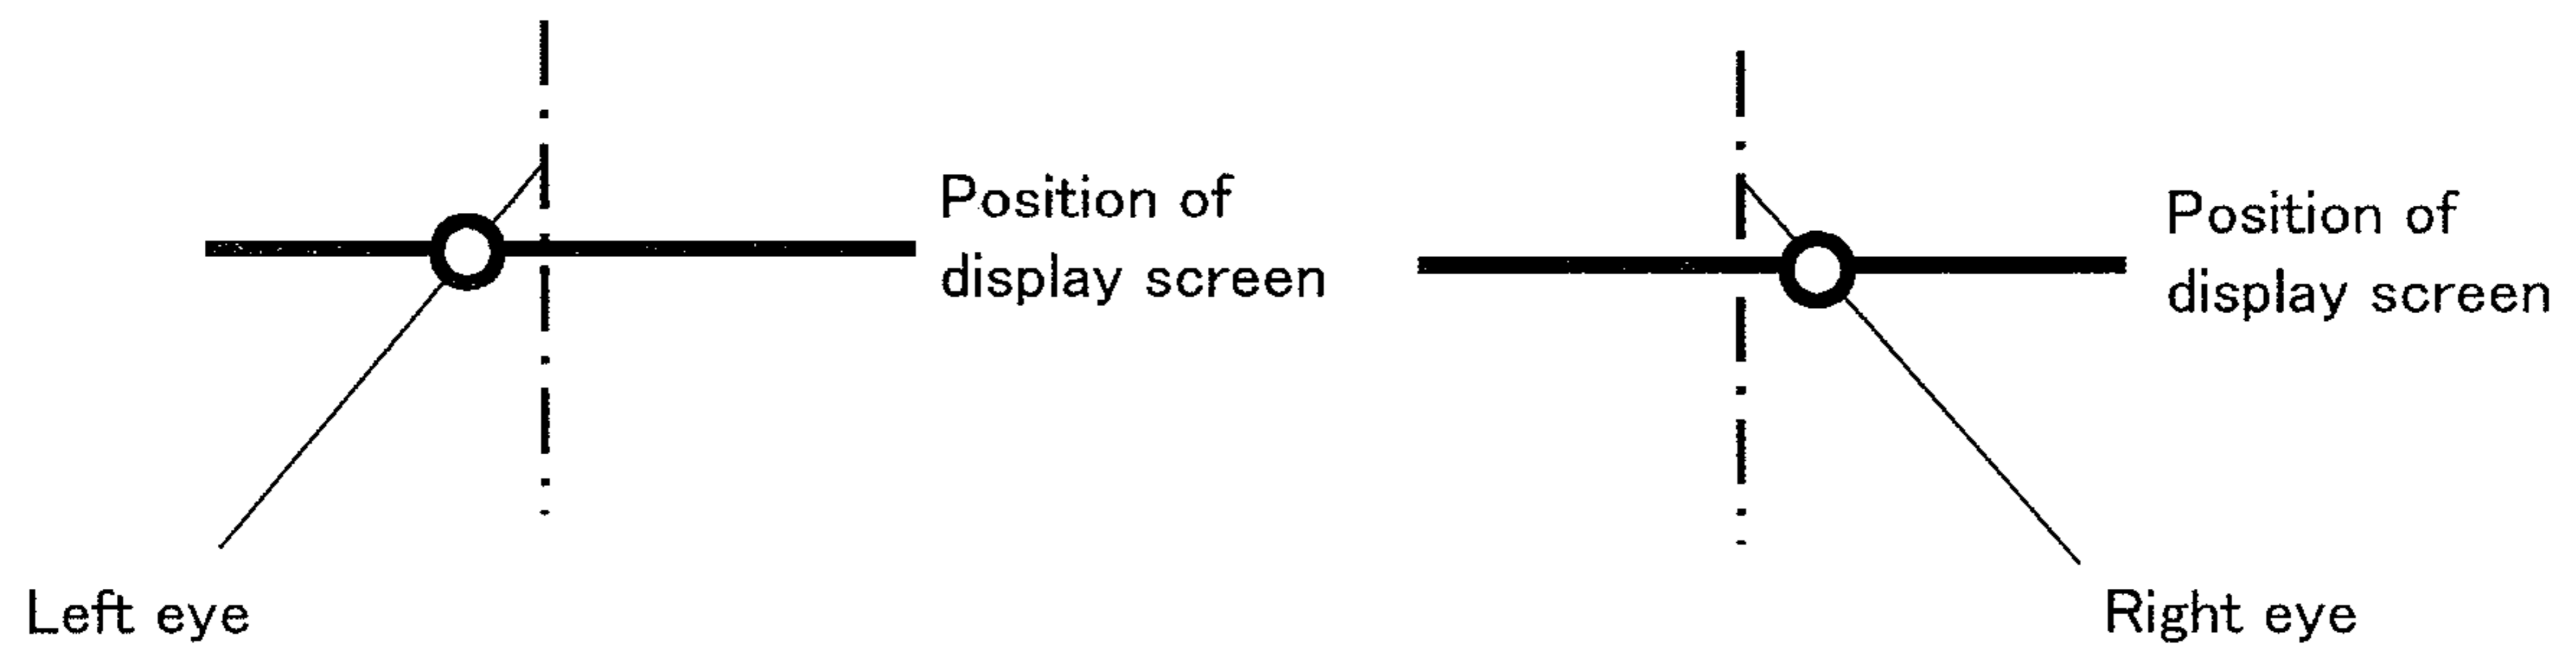 Position of
display screen
Left eye
Position of
display screen
Right eye